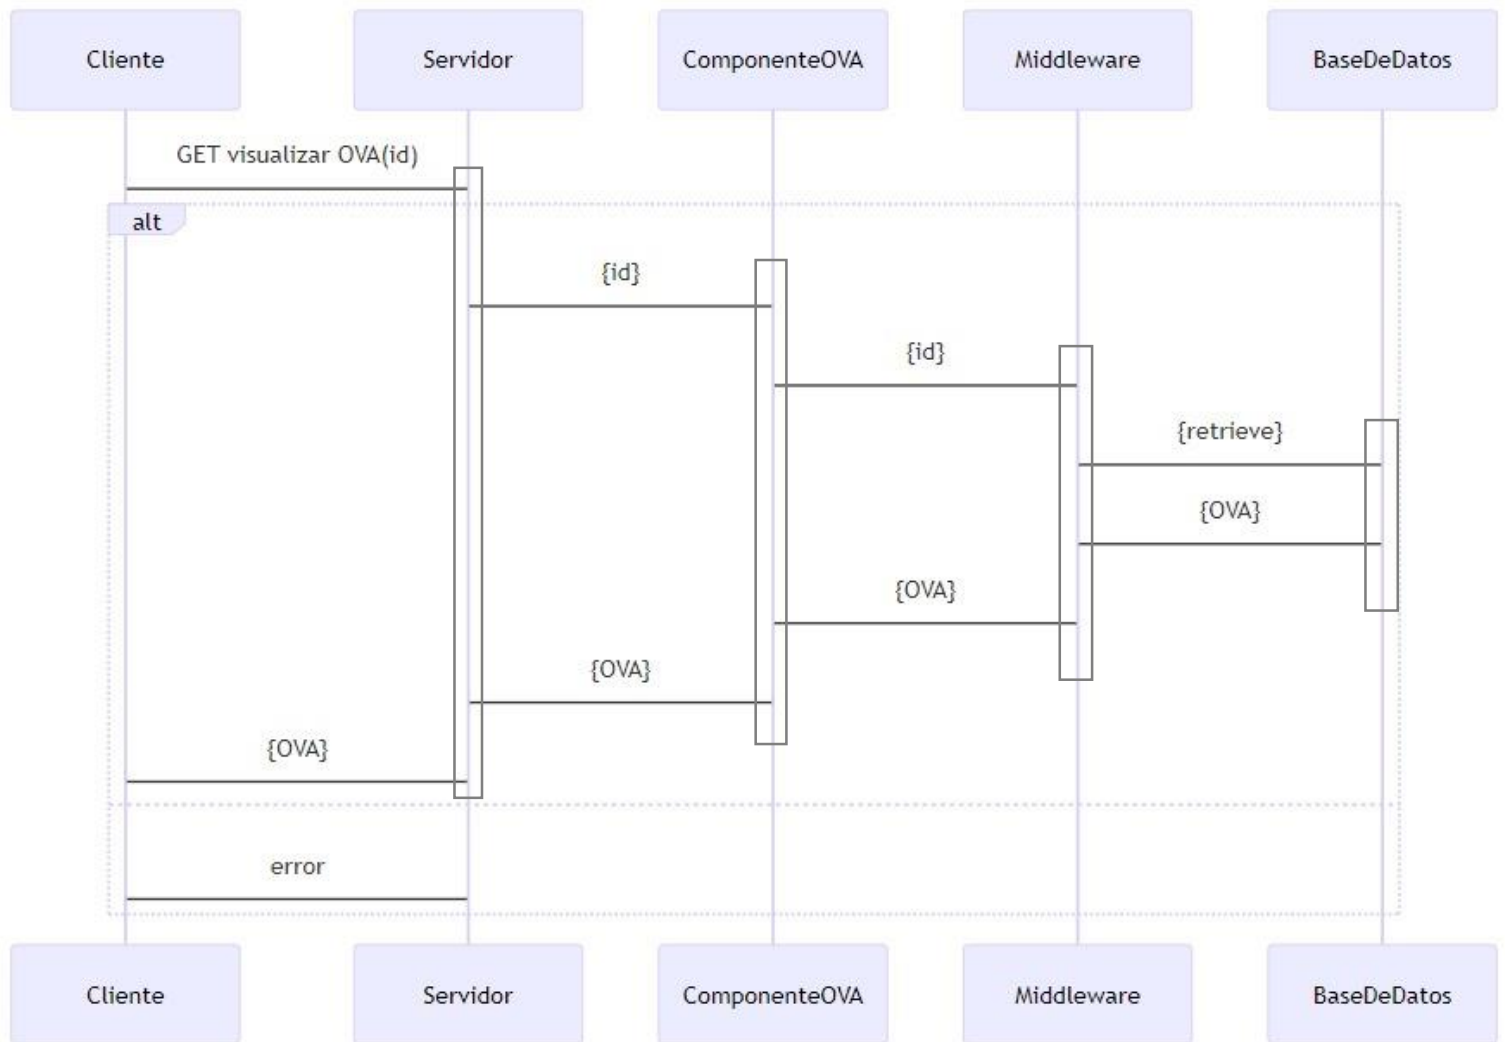 Cliente
Servidor
ComponenteOVA
Middleware
BaseDeDatos
GET visualizar OVA(id)
alt
{id}
{id}
{retrieve}
{OVA}
{OVA}
{OVA}
{OVA}
error
Cliente
Servidor
ComponenteOVA
Middleware
BaseDeDatos